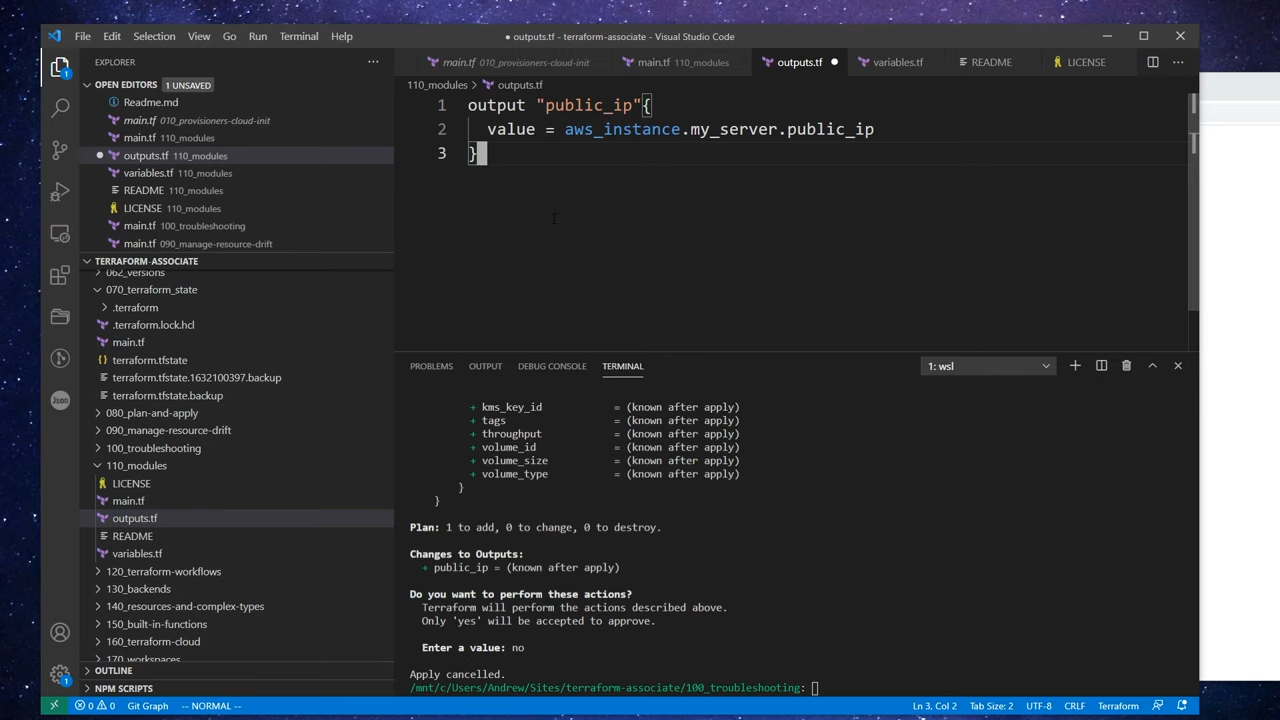 File Edit Selection View Go Run Terminal Help
● outputs.tf - terraform-associate - Visual Studio Code
EXPLORER
OPEN EDITORS 1 UNSAVED
Readme.md
main.tf 010_provisioners-cloud-init
main.tf 110_modules
outputs.tf 110_modules
variables.tf 110_modules
README 110_modules
LICENSE 110_modules
main.tf 100_troubleshooting
main.tf 090_manage-resource-drift
TERRAFORM-ASSOCIATE
062_versions
070_terraform_state
.terraform
.terraform.lock.hcl
main.tf
terraform.tfstate
terraform.tfstate.1632100397.backup
terraform.tfstate.backup
080_plan-and-apply
090_manage-resource-drift
100_troubleshooting
110_modules
LICENSE
main.tf
outputs.tf
README
variables.tf
120_terraform-workflows
130_backends
140_resources-and-complex-types
150_built-in-functions
160_terraform-cloud
170_workspaces
OUTLINE
NPM SCRIPTS
main.tf 010_provisioners-cloud-init main.tf 110_modules outputs.tf variables.tf README LICENSE
110_modules > outputs.tf
1 output "public_ip"{
2 value = aws_instance.my_server.public_ip
3 }
PROBLEMS OUTPUT DEBUG CONSOLE TERMINAL 1: wsl
+ kms_key_id = (known after apply)
+ tags = (known after apply)
+ throughput = (known after apply)
+ volume_id = (known after apply)
+ volume_size = (known after apply)
+ volume_type = (known after apply)
}
}
Plan: 1 to add, 0 to change, 0 to destroy.
Changes to Outputs:
+ public_ip = (known after apply)
Do you want to perform these actions?
Terraform will perform the actions described above.
Only 'yes' will be accepted to approve.
Enter a value: no
Apply cancelled.
/mnt/c/Users/Andrew/Sites/terraform-associate/100_troubleshooting:
1
Json
1
0 0 Git Graph -- NORMAL -- Ln 3, Col 2 Tab Size: 2 UTF-8 CRLF Terraform